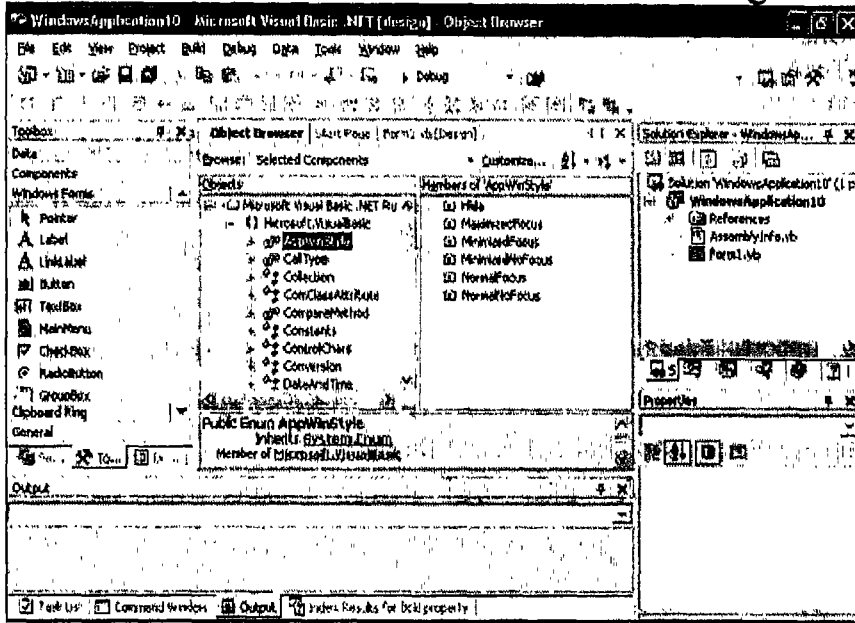 WindowsApplication10 - Microsoft Visual Basic .NET [design] - Object Browser
File Edit View Project Build Debug Data Tools Window Help
Debug
Toolbox
Data
Components
Windows Forms
Pointer
Label
LinkLabel
Button
TextBox
MainMenu
CheckBox
RadioButton
GroupBox
Clipboard Ring
General
Object Browser Start Page Form1.vb [Design]
Browse: Selected Components Customize...
Objects
Microsoft Visual Basic .NET Ru
{} Microsoft.VisualBasic
AppWinStyle
CallType
Collection
ComClassAttribute
CompareMethod
Constants
ControlChars
Conversion
DateAndTime
Members of 'AppWinStyle'
Hide
MaximizedFocus
MinimizedFocus
MinimizedNoFocus
NormalFocus
NormalNoFocus
Public Enum AppWinStyle
Inherits System.Enum
Member of Microsoft.VisualBasic
Solution Explorer - WindowsAp...
Solution 'WindowsApplication10' (1 p
WindowsApplication10
References
AssemblyInfo.vb
Form1.vb
Properties
Output
Task List Command Window Output Index Results for bold property